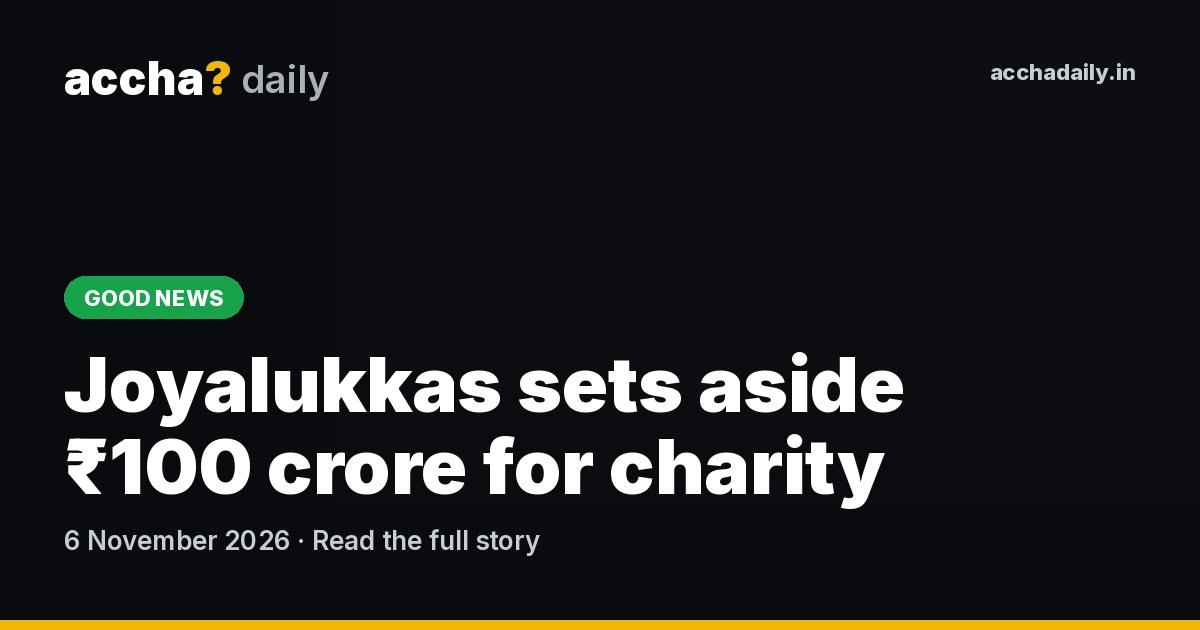 accha? daily
acchadaily.in
GOOD NEWS
Joyalukkas sets aside
₹100 crore for charity
6 November 2026 · Read the full story